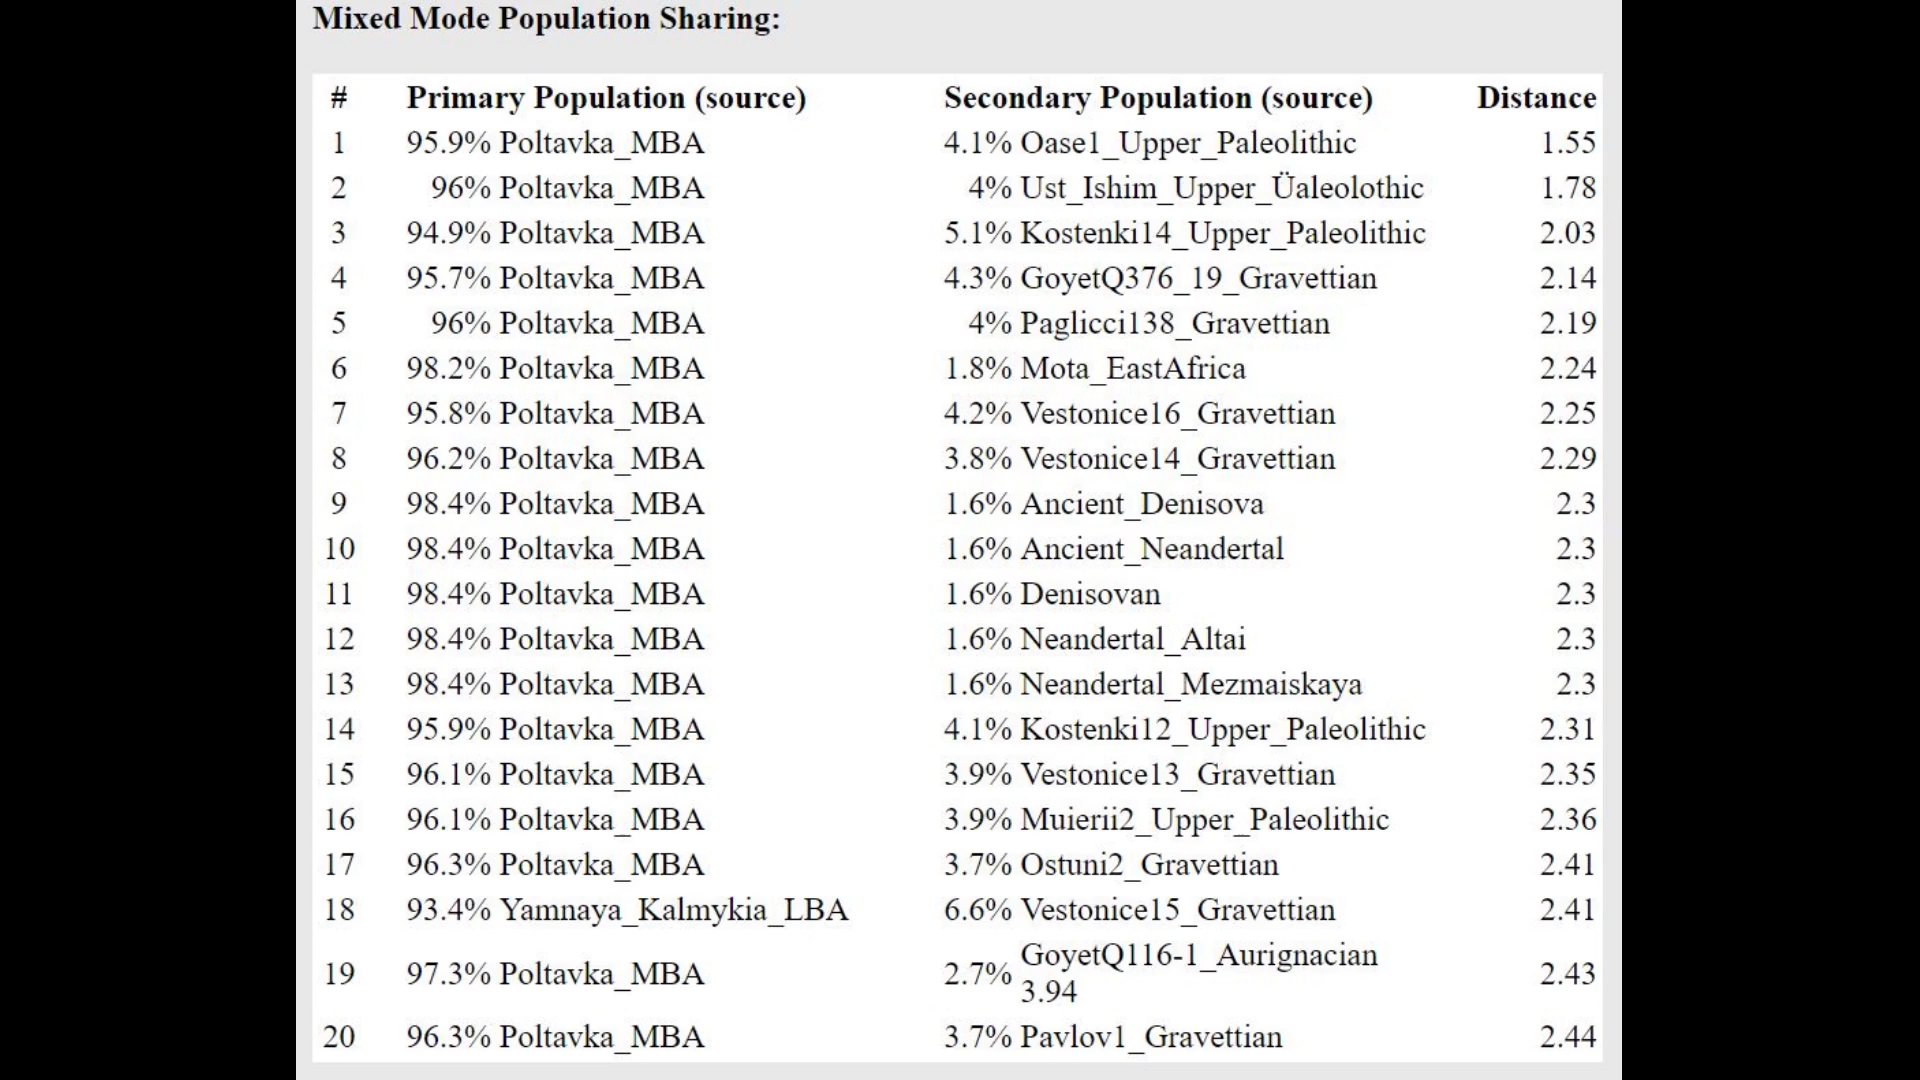 Mixed Mode Population Sharing:
# Primary Population (source) Secondary Population (source) Distance
1 95.9% Poltavka_MBA 4.1% Oase1_Upper_Paleolithic 1.55
2 96% Poltavka_MBA 4% Ust_Ishim_Upper_Üaleolothic 1.78
3 94.9% Poltavka_MBA 5.1% Kostenki14_Upper_Paleolithic 2.03
4 95.7% Poltavka_MBA 4.3% GoyetQ376_19_Gravettian 2.14
5 96% Poltavka_MBA 4% Paglicci138_Gravettian 2.19
6 98.2% Poltavka_MBA 1.8% Mota_EastAfrica 2.24
7 95.8% Poltavka_MBA 4.2% Vestonice16_Gravettian 2.25
8 96.2% Poltavka_MBA 3.8% Vestonice14_Gravettian 2.29
9 98.4% Poltavka_MBA 1.6% Ancient_Denisova 2.3
10 98.4% Poltavka_MBA 1.6% Ancient_Neandertal 2.3
11 98.4% Poltavka_MBA 1.6% Denisovan 2.3
12 98.4% Poltavka_MBA 1.6% Neandertal_Altai 2.3
13 98.4% Poltavka_MBA 1.6% Neandertal_Mezmaiskaya 2.3
14 95.9% Poltavka_MBA 4.1% Kostenki12_Upper_Paleolithic 2.31
15 96.1% Poltavka_MBA 3.9% Vestonice13_Gravettian 2.35
16 96.1% Poltavka_MBA 3.9% Muierii2_Upper_Paleolithic 2.36
17 96.3% Poltavka_MBA 3.7% Ostuni2_Gravettian 2.41
18 93.4% Yamnaya_Kalmykia_LBA 6.6% Vestonice15_Gravettian 2.41
19 97.3% Poltavka_MBA 2.7% GoyetQ116-1_Aurignacian 2.43
3.94
20 96.3% Poltavka_MBA 3.7% Pavlov1_Gravettian 2.44